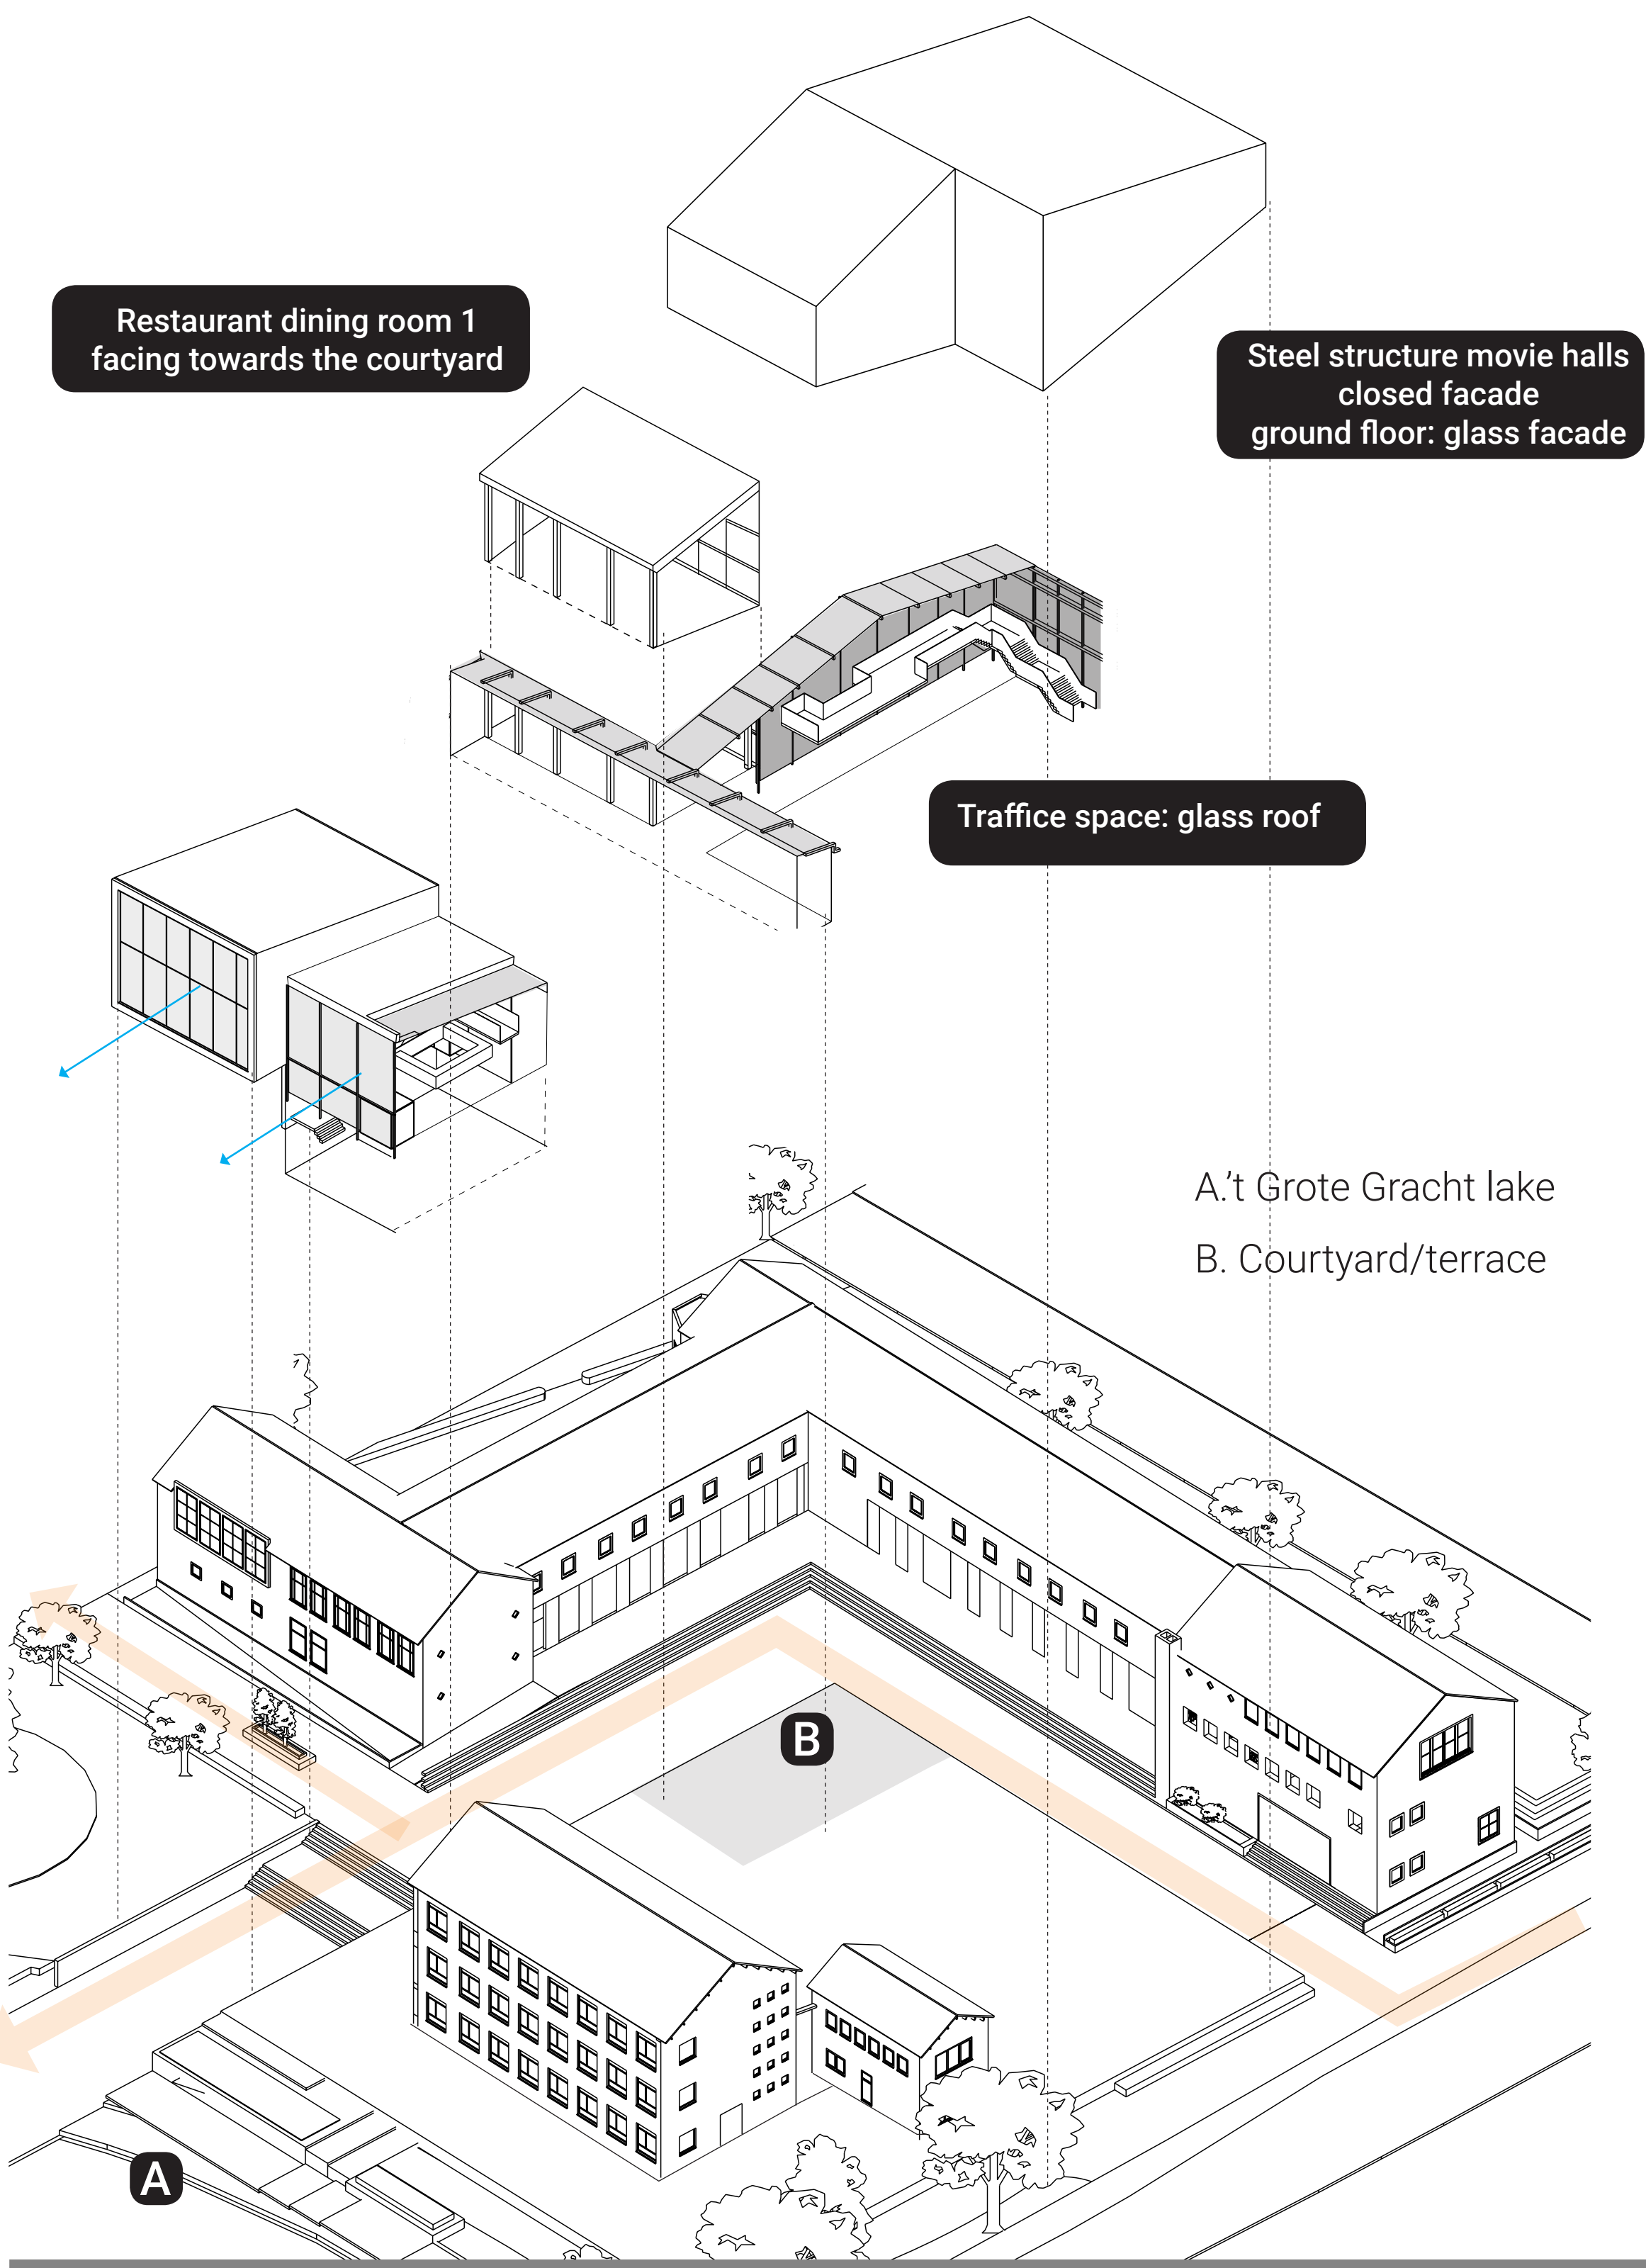 Restaurant dining room 1
facing towards the courtyard
Steel structure movie halls
closed facade
ground floor: glass facade
Traffice space: glass roof
A.'t Grote Gracht lake
B. Courtyard/terrace
B
A